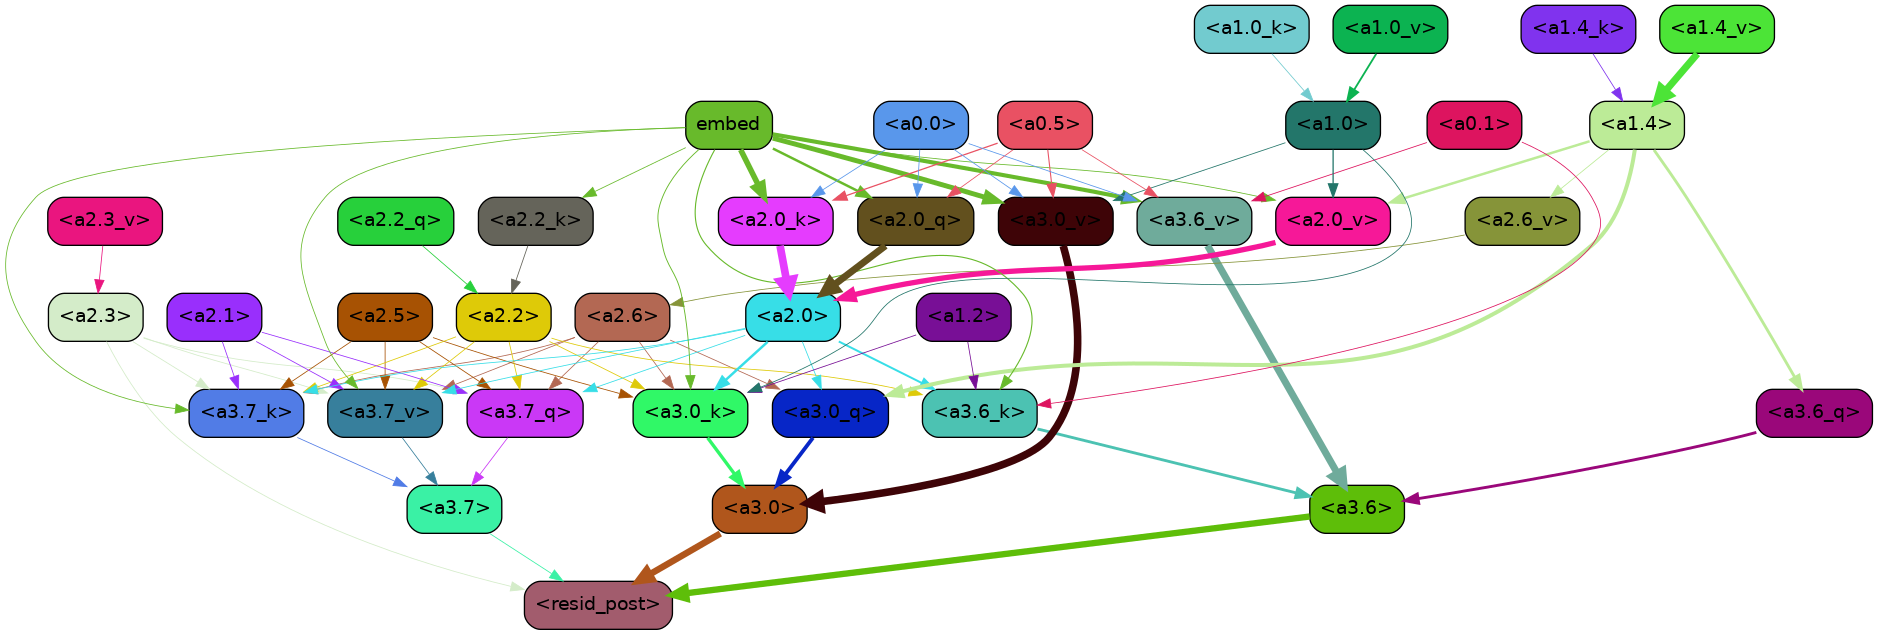 <a1.0_k>
<a1.0_v>
<a1.4_k>
<a1.4_v>
embed
<a0.0>
<a0.5>
<a1.0>
<a0.1>
<a1.4>
<a2.3_v>
<a2.2_q>
<a2.2_k>
<a2.0_k>
<a2.0_q>
<a3.0_v>
<a3.6_v>
<a2.0_v>
<a2.6_v>
<a2.3>
<a2.1>
<a2.5>
<a2.2>
<a2.6>
<a2.0>
<a1.2>
<a3.7_k>
<a3.7_v>
<a3.7_q>
<a3.0_k>
<a3.0_q>
<a3.6_k>
<a3.6_q>
<a3.7>
<a3.0>
<a3.6>
<resid_post>